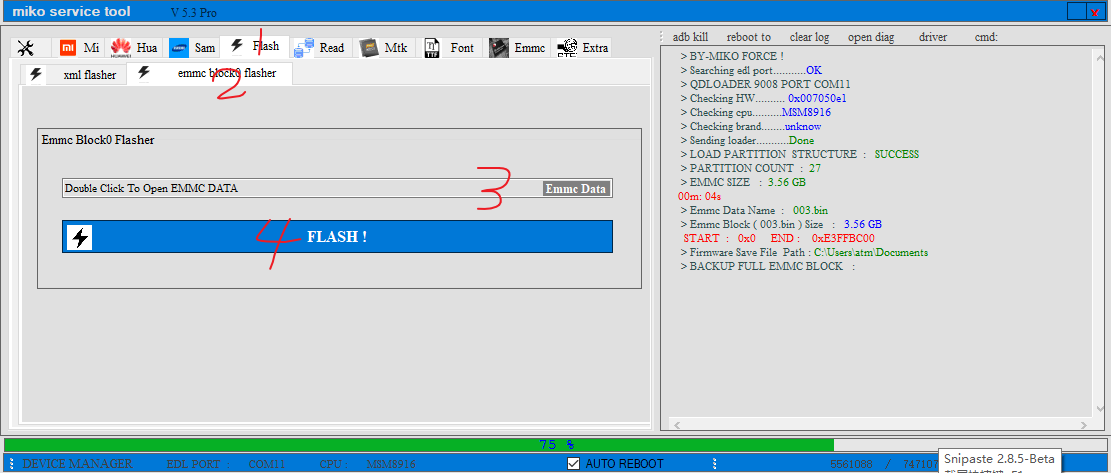 miko service tool V 5.3 Pro
Mi Hua Sam Flash Read Mtk Font Emmc Extra
HUAWEI
1
xml flasher emmc block0 flasher
2
Emmc Block0 Flasher
Double Click To Open EMMC DATA Emmc Data
3
FLASH !
4
adb kill reboot to clear log open diag driver cmd:
> BY-MIKO FORCE !
> Searching edl port...........OK
> QDLOADER 9008 PORT COM11
> Checking HW.......... 0x007050e1
> Checking cpu..........MSM8916
> Checking brand........unknow
> Sending loader...........Done
> LOAD PARTITION STRUCTURE : SUCCESS
> PARTITION COUNT : 27
> EMMC SIZE : 3.56 GB
00m: 04s
> Emmc Data Name : 003.bin
> Emmc Block ( 003.bin ) Size : 3.56 GB
START : 0x0 END : 0xE3FFBC00
> Firmware Save File Path : C:\Users\atm\Documents
> BACKUP FULL EMMC BLOCK :
75 %
DEVICE MANAGER EDL PORT : COM11 CPU : MSM8916 AUTO REBOOT 5561088 /
Snipaste 2.8.5-Beta